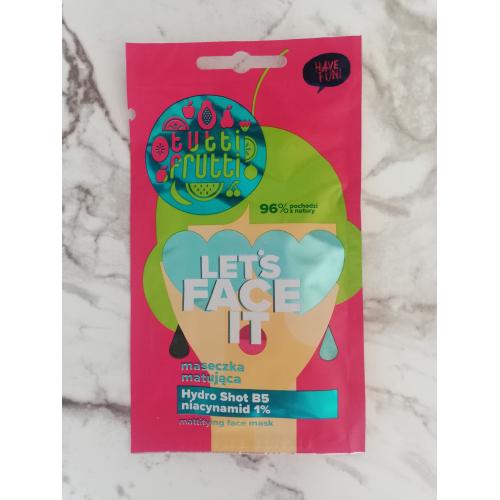 HAVE
FUN!
tutti
frutti
96% pochodzi
z natury
LET'S
FACE
IT
maseczka
matująca
Hydro Shot B5
niacynamid 1%
mattifying face mask